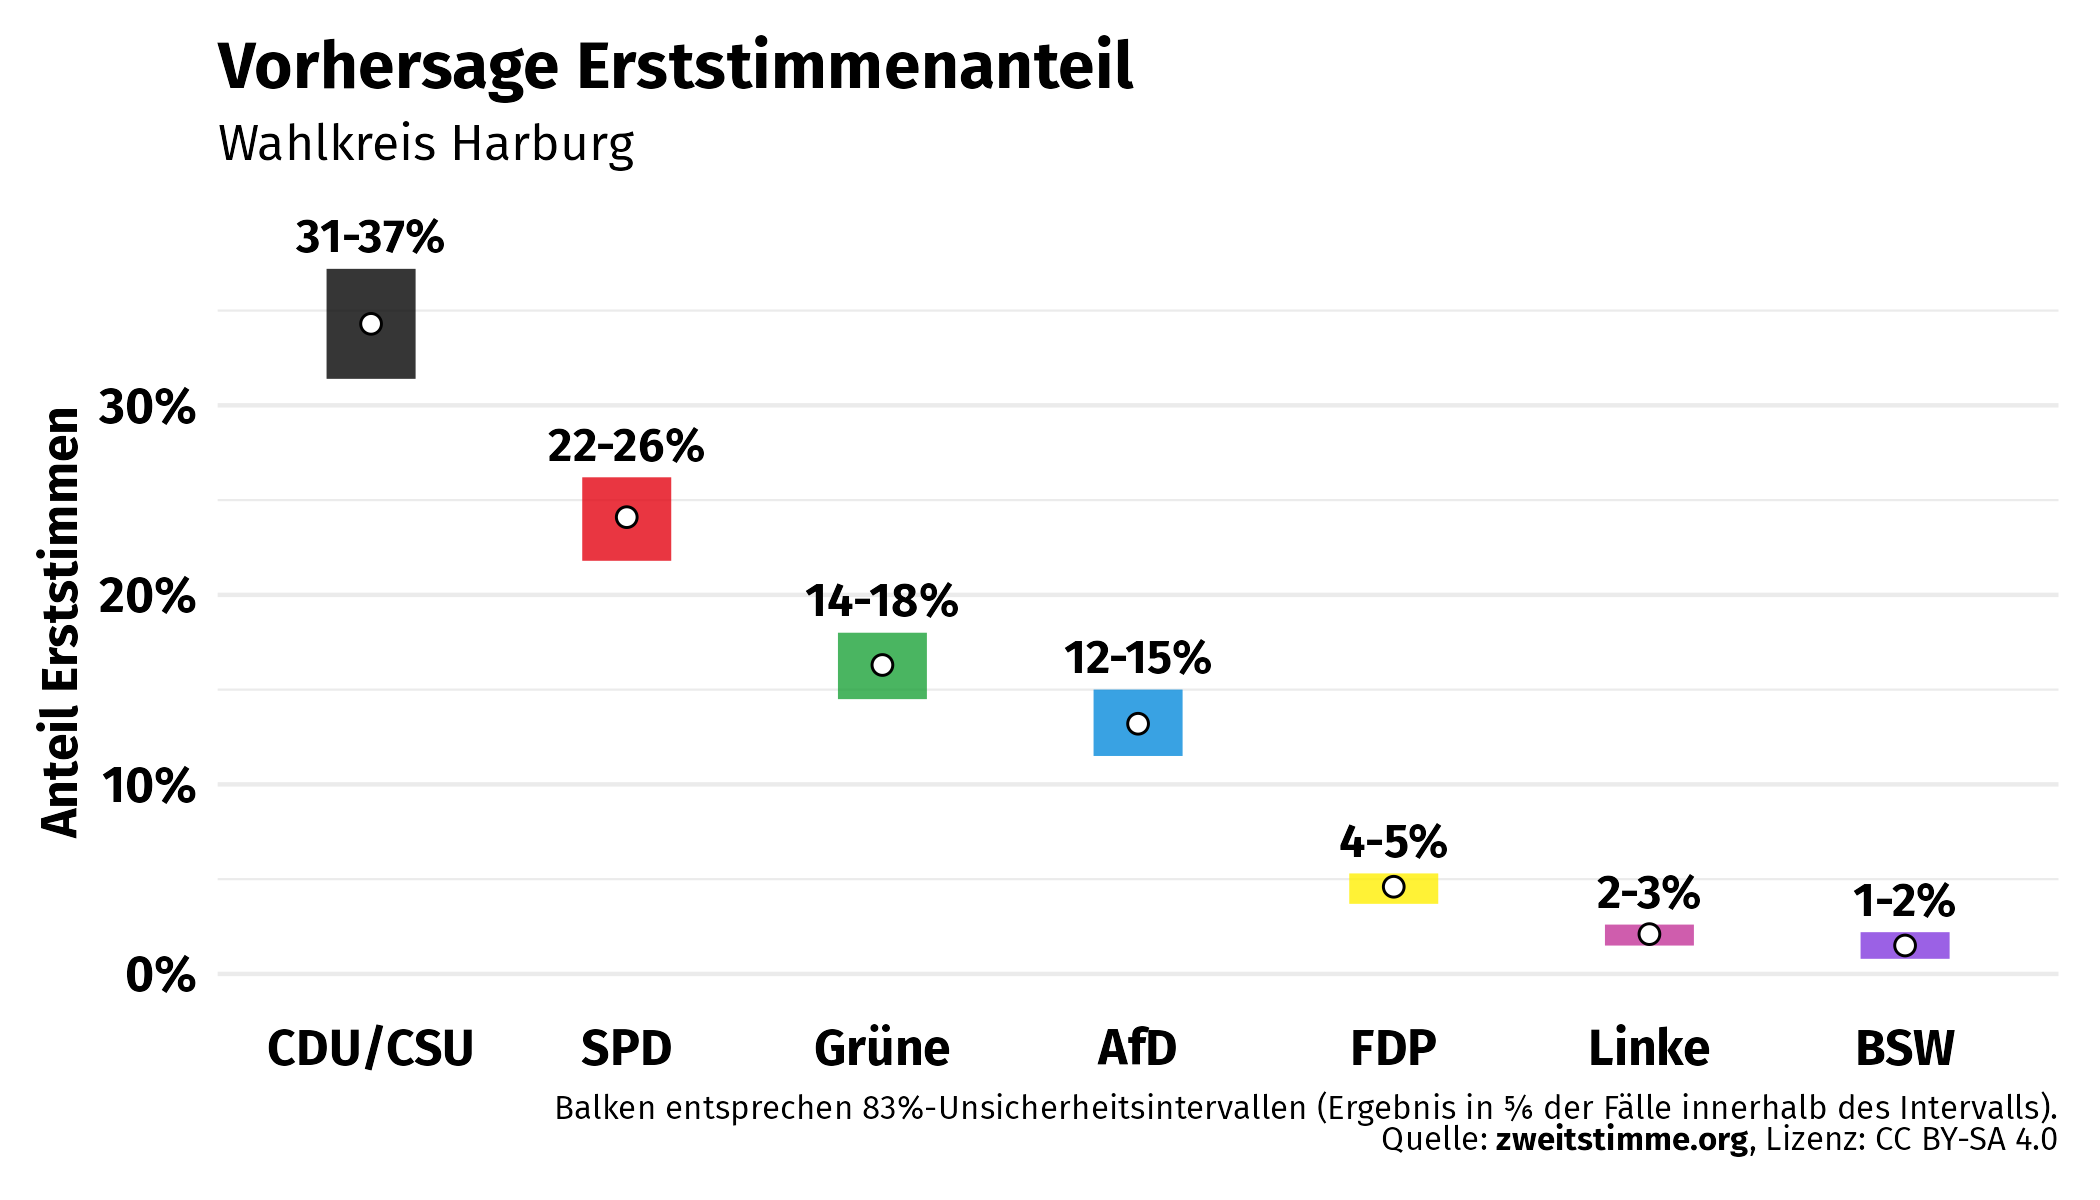 Vorhersage Erststimmenanteil
Wahlkreis Harburg
31-37%
22-26%
14-18%
12-15%
4-5%
2-3%
1-2%
Anteil Erststimmen
30%
20%
10%
0%
CDU/CSU SPD Grüne AfD FDP Linke BSW
Balken entsprechen 83%-Unsicherheitsintervallen (Ergebnis in ⅚ der Fälle innerhalb des Intervalls).
Quelle: zweitstimme.org, Lizenz: CC BY-SA 4.0